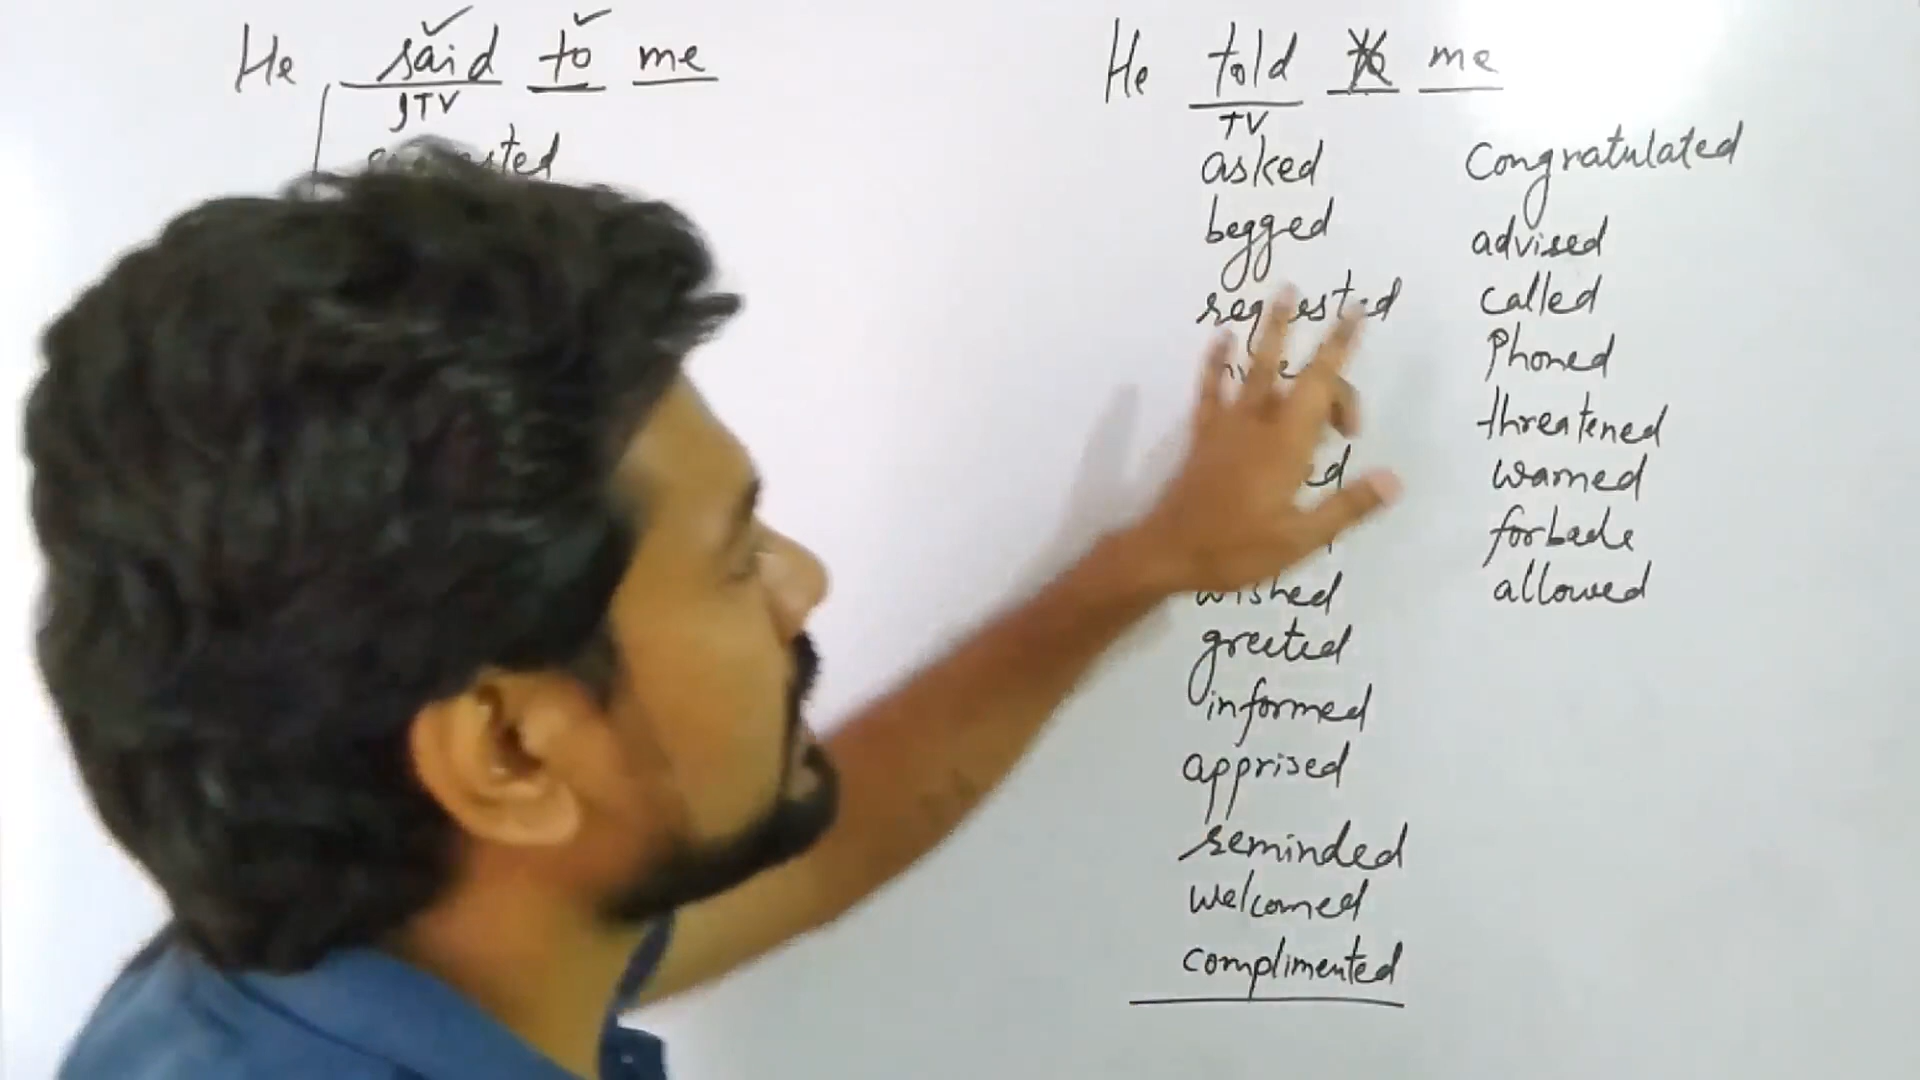 He said to me
ITV
He told me
TV
asked
begged
requested
wished
greeted
informed
apprised
reminded
welcomed
complimented
Congratulated
advised
called
Phoned
threatened
warned
forbade
allowed